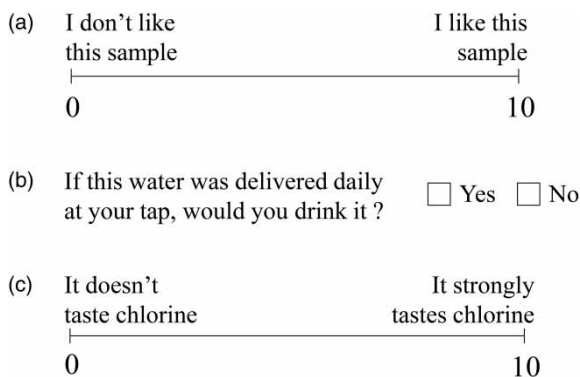 (a) I don't like I like this
this sample sample
0 10
(b) If this water was delivered daily
at your tap, would you drink it ? Yes No
(c) It doesn't It strongly
taste chlorine tastes chlorine
0 10